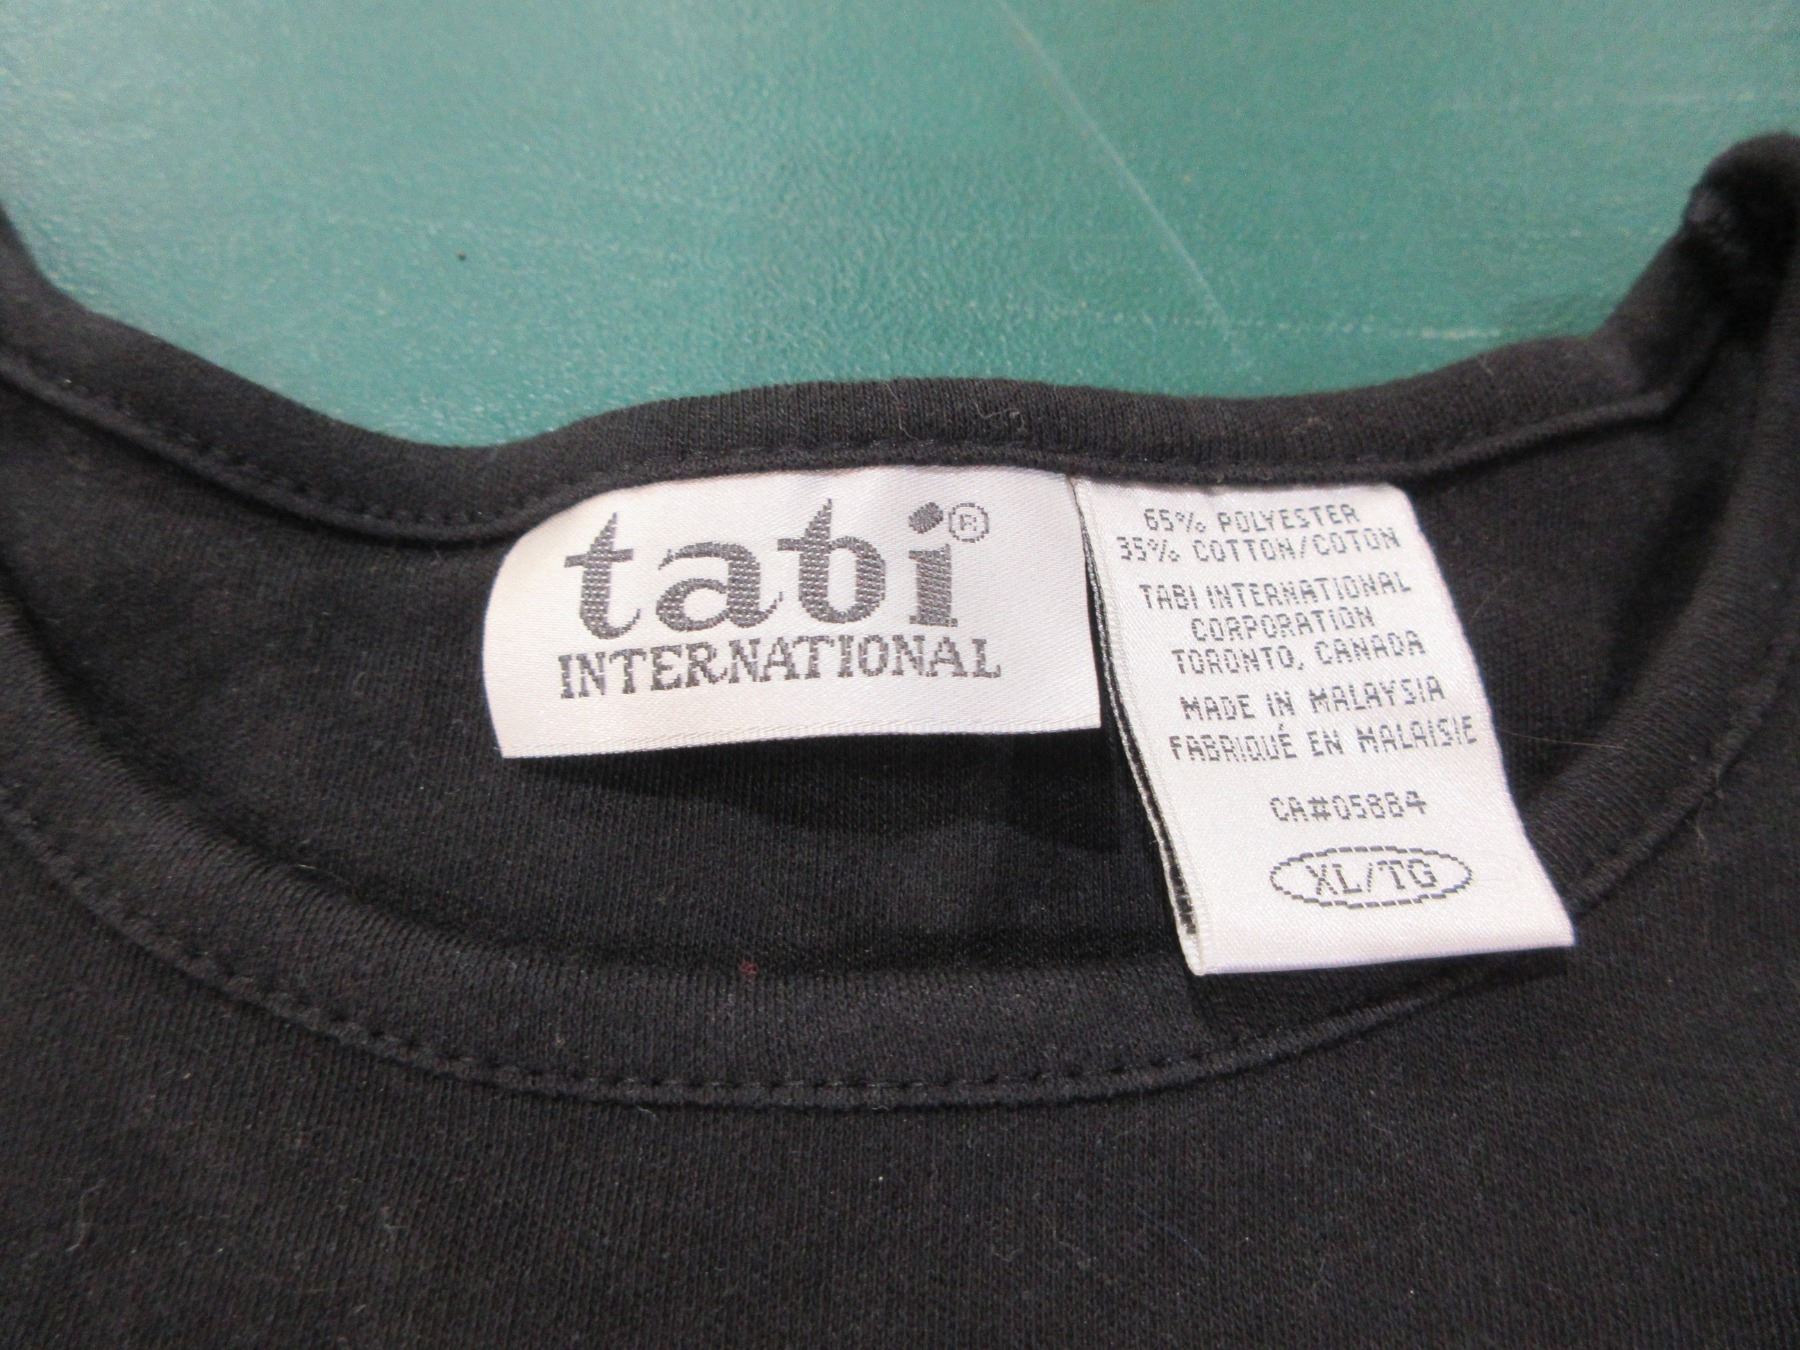 tabi®
INTERNATIONAL
65% POLYESTER
35% COTTON/COTON
TABI INTERNATIONAL
CORPORATION
TORONTO, CANADA
MADE IN MALAYSIA
FABRIQUÉ EN MALAISIE
CA#05884
XL/TG